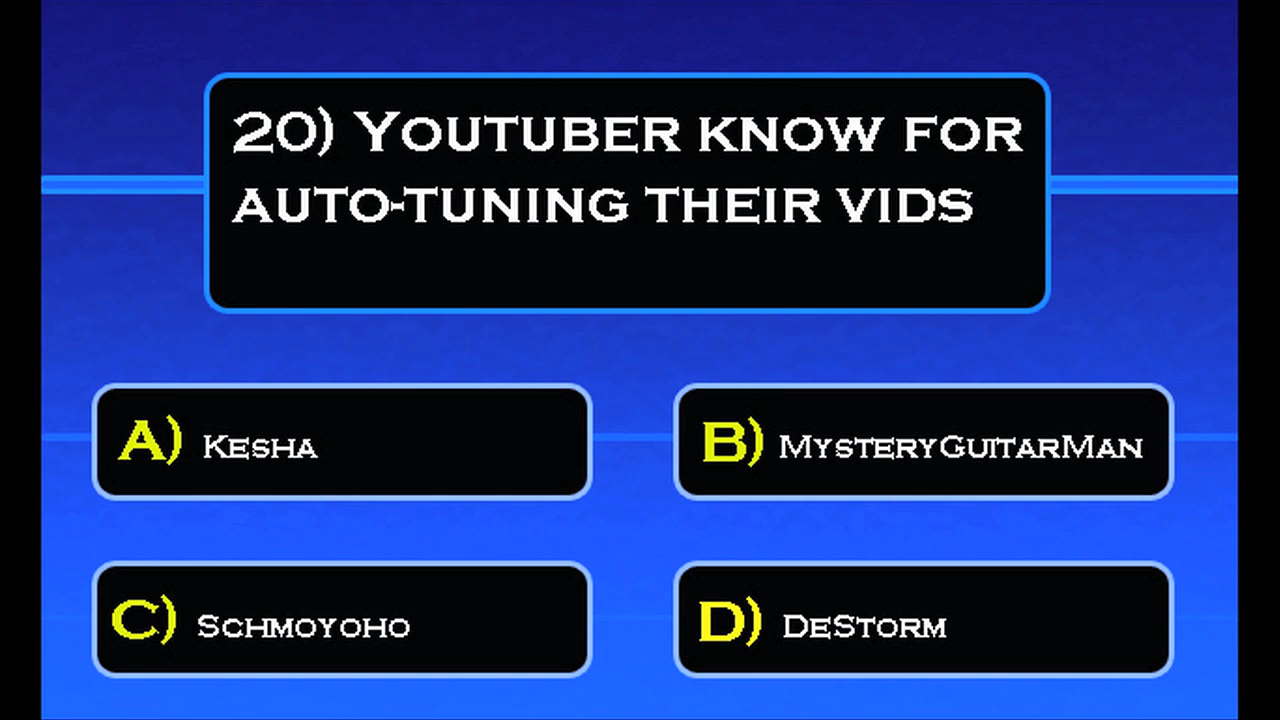 20) Youtuber know for
auto-tuning their vids
A) Kesha
B) MysteryGuitarMan
C) Schmoyoho
D) DeStorm